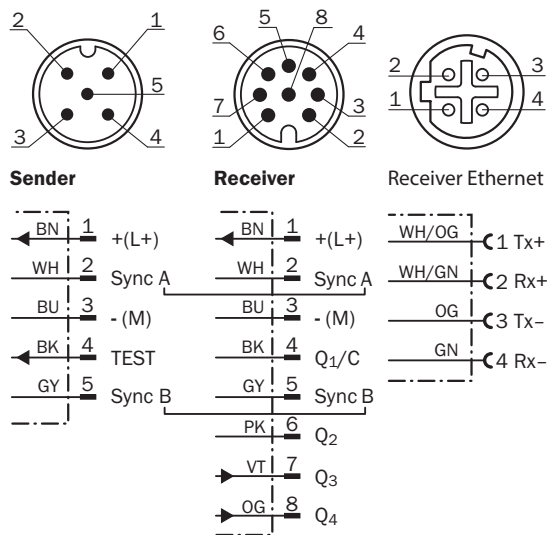 2 1 5 3 4
5 8 6 4 7 3 1 2
2 3 1 4
Sender
BN 1 +(L+)
WH 2 Sync A
BU 3 - (M)
BK 4 TEST
GY 5 Sync B
Receiver
BN 1 +(L+)
WH 2 Sync A
BU 3 - (M)
BK 4 Q1/C
GY 5 Sync B
PK 6 Q2
VT 7 Q3
OG 8 Q4
Receiver Ethernet
WH/OG 1 Tx+
WH/GN 2 Rx+
OG 3 Tx–
GN 4 Rx–